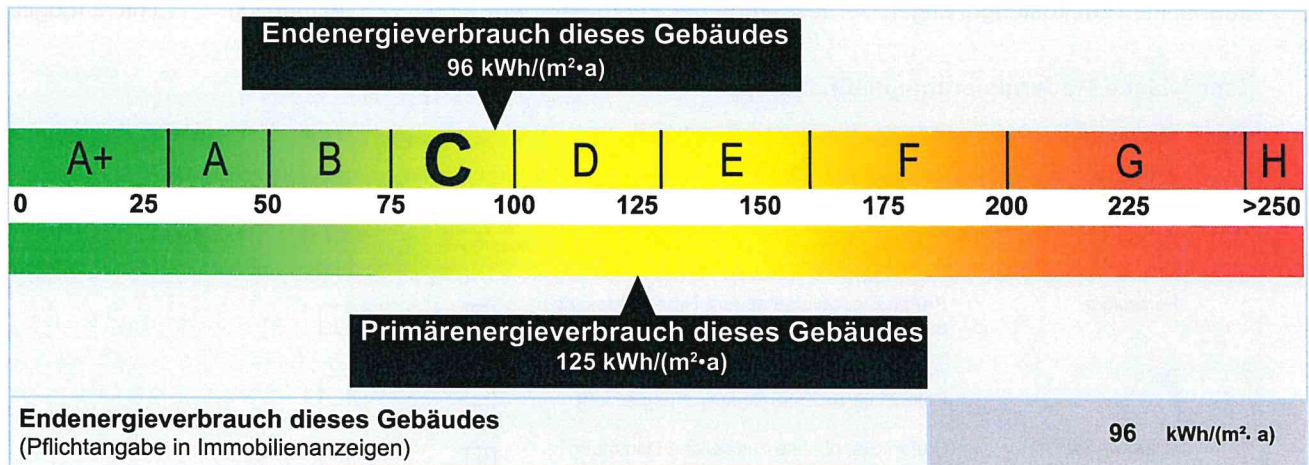 Endenergieverbrauch dieses Gebäudes
96 kWh/(m²•a)
A+ A B C D E F G H
0 25 50 75 100 125 150 175 200 225 >250
Primärenergieverbrauch dieses Gebäudes
125 kWh/(m²•a)
Endenergieverbrauch dieses Gebäudes
(Pflichtangabe in Immobilienanzeigen)
96 kWh/(m²• a)